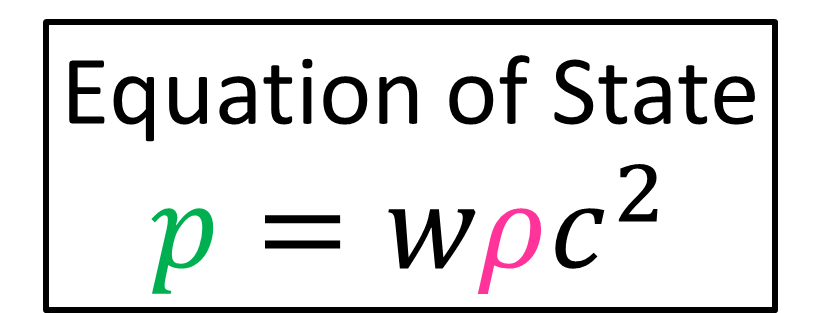 Equation of State
p = wρc²